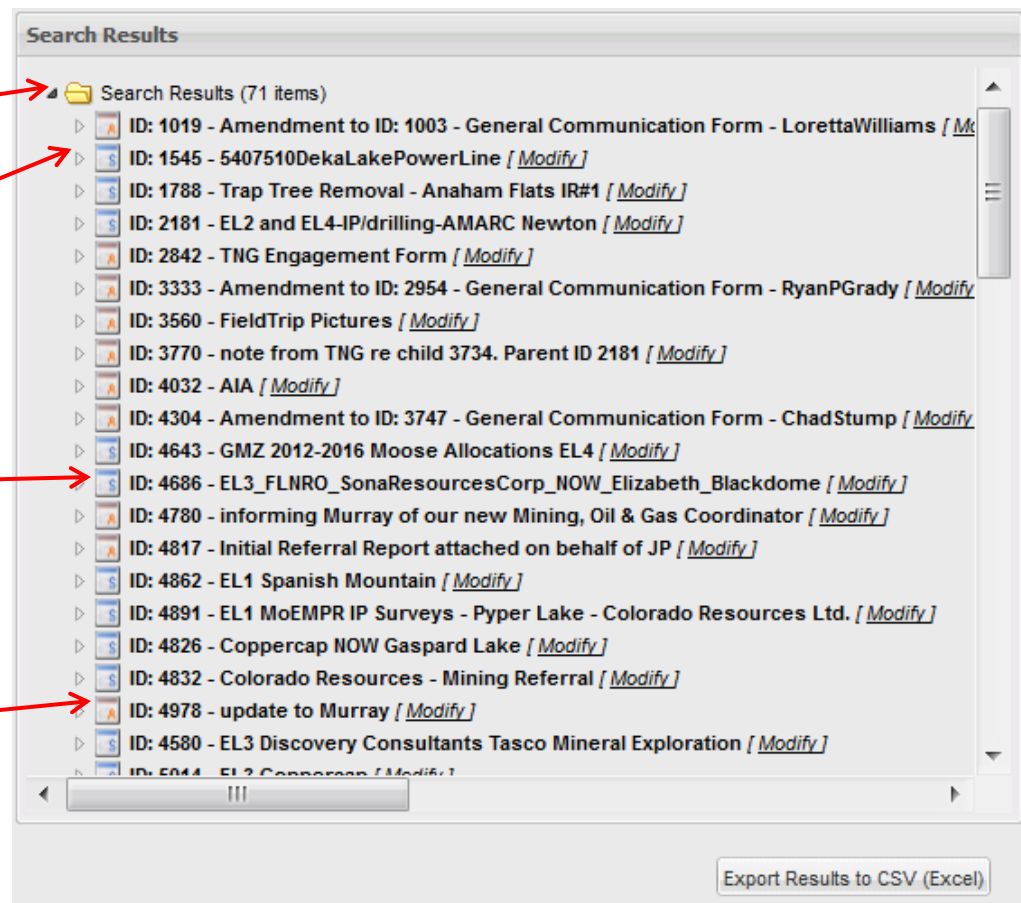 Search Results
Search Results (71 items)
ID: 1019 - Amendment to ID: 1003 - General Communication Form - LorettaWilliams [ Mo
ID: 1545 - 5407510DekaLakePowerLine [ Modify ]
ID: 1788 - Trap Tree Removal - Anaham Flats IR#1 [ Modify ]
ID: 2181 - EL2 and EL4-IP/drilling-AMARC Newton [ Modify ]
ID: 2842 - TNG Engagement Form [ Modify ]
ID: 3333 - Amendment to ID: 2954 - General Communication Form - RyanPGrady [ Modify
ID: 3560 - FieldTrip Pictures [ Modify ]
ID: 3770 - note from TNG re child 3734. Parent ID 2181 [ Modify ]
ID: 4032 - AIA [ Modify ]
ID: 4304 - Amendment to ID: 3747 - General Communication Form - ChadStump [ Modify
ID: 4643 - GMZ 2012-2016 Moose Allocations EL4 [ Modify ]
ID: 4686 - EL3_FLNRO_SonaResourcesCorp_NOW_Elizabeth_Blackdome [ Modify ]
ID: 4780 - informing Murray of our new Mining, Oil & Gas Coordinator [ Modify ]
ID: 4817 - Initial Referral Report attached on behalf of JP [ Modify ]
ID: 4862 - EL1 Spanish Mountain [ Modify ]
ID: 4891 - EL1 MoEMPR IP Surveys - Pyper Lake - Colorado Resources Ltd. [ Modify ]
ID: 4826 - Coppercap NOW Gaspard Lake [ Modify ]
ID: 4832 - Colorado Resources - Mining Referral [ Modify ]
ID: 4978 - update to Murray [ Modify ]
ID: 4580 - EL3 Discovery Consultants Tasco Mineral Exploration [ Modify ]
ID: 5014 - Coppercap [ Modify ]
Export Results to CSV (Excel)